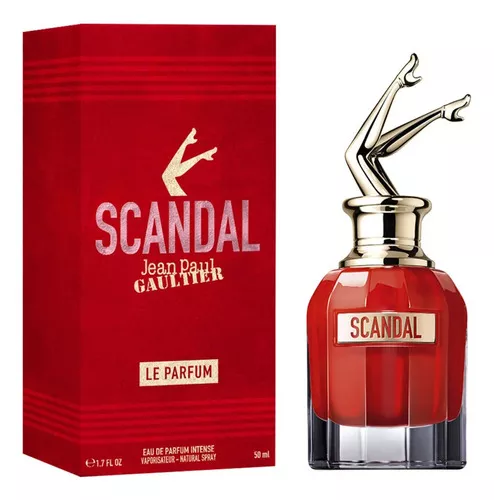 SCANDAL
Jean Paul
GAULTIER
LE PARFUM
EAU DE PARFUM INTENSE
℮1.7 FL OZ VAPORISATEUR - NATURAL SPRAY 50 ml
SCANDAL